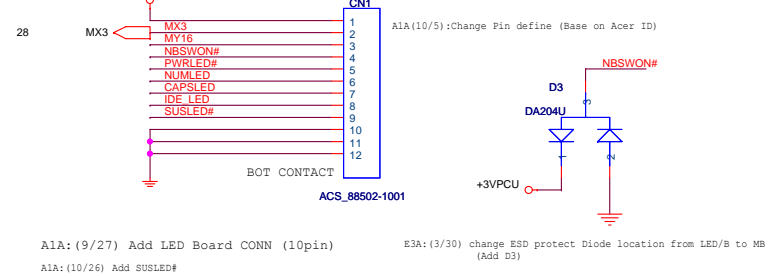 CN1
1
MX3
2
MY16
3
NBSWON#
4
PWRLED#
5
NUMLED
6
CAPSLED
7
IDE_LED
8
SUSLED#
9
10
11
12
28
MX3
BOT CONTACT
ACS_88502-1001
A1A(10/5):Change Pin define (Base on Acer ID)
NBSWON#
D3
3
DA204U
1
2
+3VPCU
A1A:(9/27) Add LED Board CONN (10pin)
A1A:(10/26) Add SUSLED#
E3A:(3/30) change ESD protect Diode location from LED/B to MB
(Add D3)